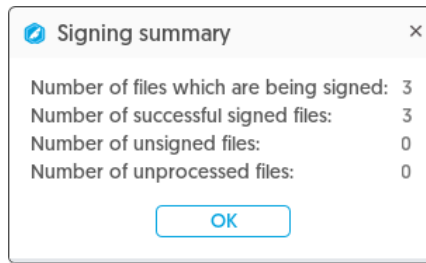 Signing summary
Number of files which are being signed: 3
Number of successful signed files: 3
Number of unsigned files: 0
Number of unprocessed files: 0
OK